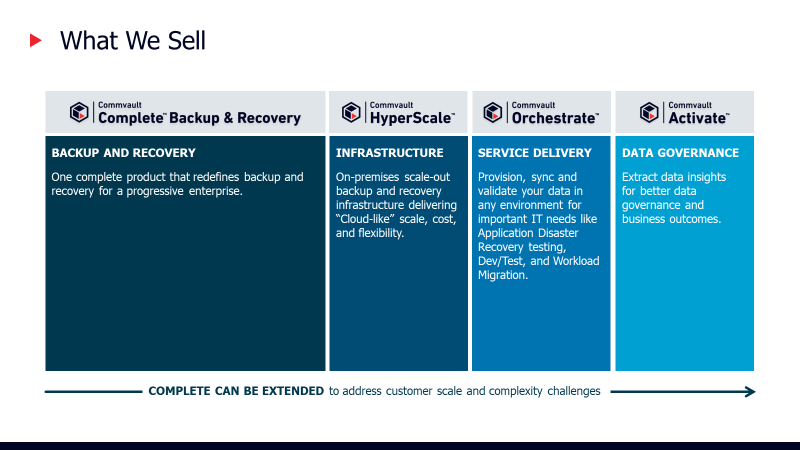 What We Sell
Commvault
Complete™ Backup & Recovery
Commvault
HyperScale™
Commvault
Orchestrate™
Commvault
Activate™
BACKUP AND RECOVERY
One complete product that redefines backup and
recovery for a progressive enterprise.
INFRASTRUCTURE
On-premises scale-out
backup and recovery
infrastructure delivering
“Cloud-like” scale, cost,
and flexibility.
SERVICE DELIVERY
Provision, sync and
validate your data in
any environment for
important IT needs like
Application Disaster
Recovery testing,
Dev/Test, and Workload
Migration.
DATA GOVERNANCE
Extract data insights
for better data
governance and
business outcomes.
COMPLETE CAN BE EXTENDED to address customer scale and complexity challenges